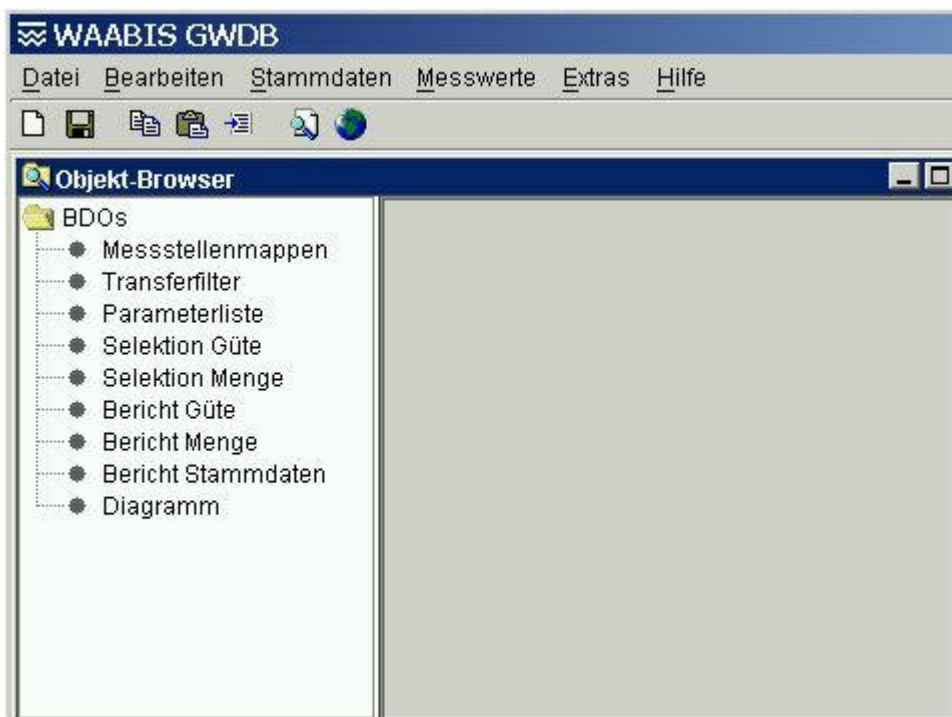 WAABIS GWDB
Datei Bearbeiten Stammdaten Messwerte Extras Hilfe
Objekt-Browser
BDOs
Messstellenmappen
Transferfilter
Parameterliste
Selektion Güte
Selektion Menge
Bericht Güte
Bericht Menge
Bericht Stammdaten
Diagramm